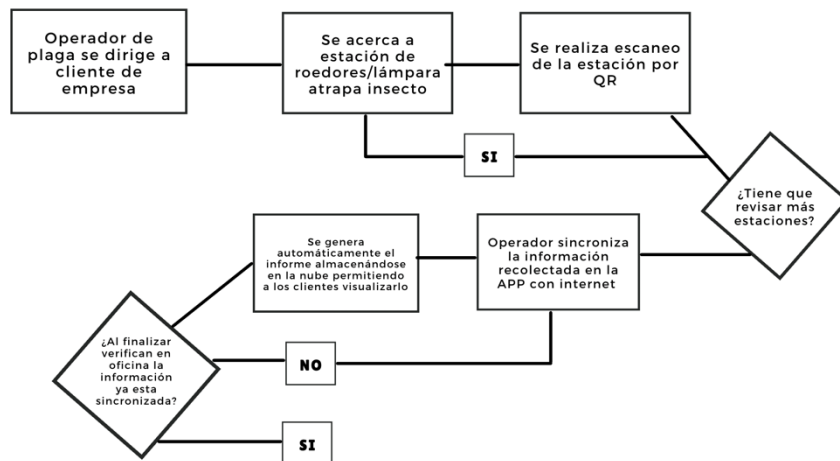 Operador de
plaga se dirige a
cliente de
empresa
Se acerca a
estación de
roedores/lámpara
atrapa insecto
Se realiza escaneo
de la estación por
QR
SI
¿Tiene que
revisar más
estaciones?
Se genera
automáticamente el
informe almacenándose
en la nube permitiendo
a los clientes visualizarlo
Operador sincroniza
la información
recolectada en la
APP con internet
¿Al finalizar
verifican en
oficina la
información
ya esta
sincronizada?
NO
SI